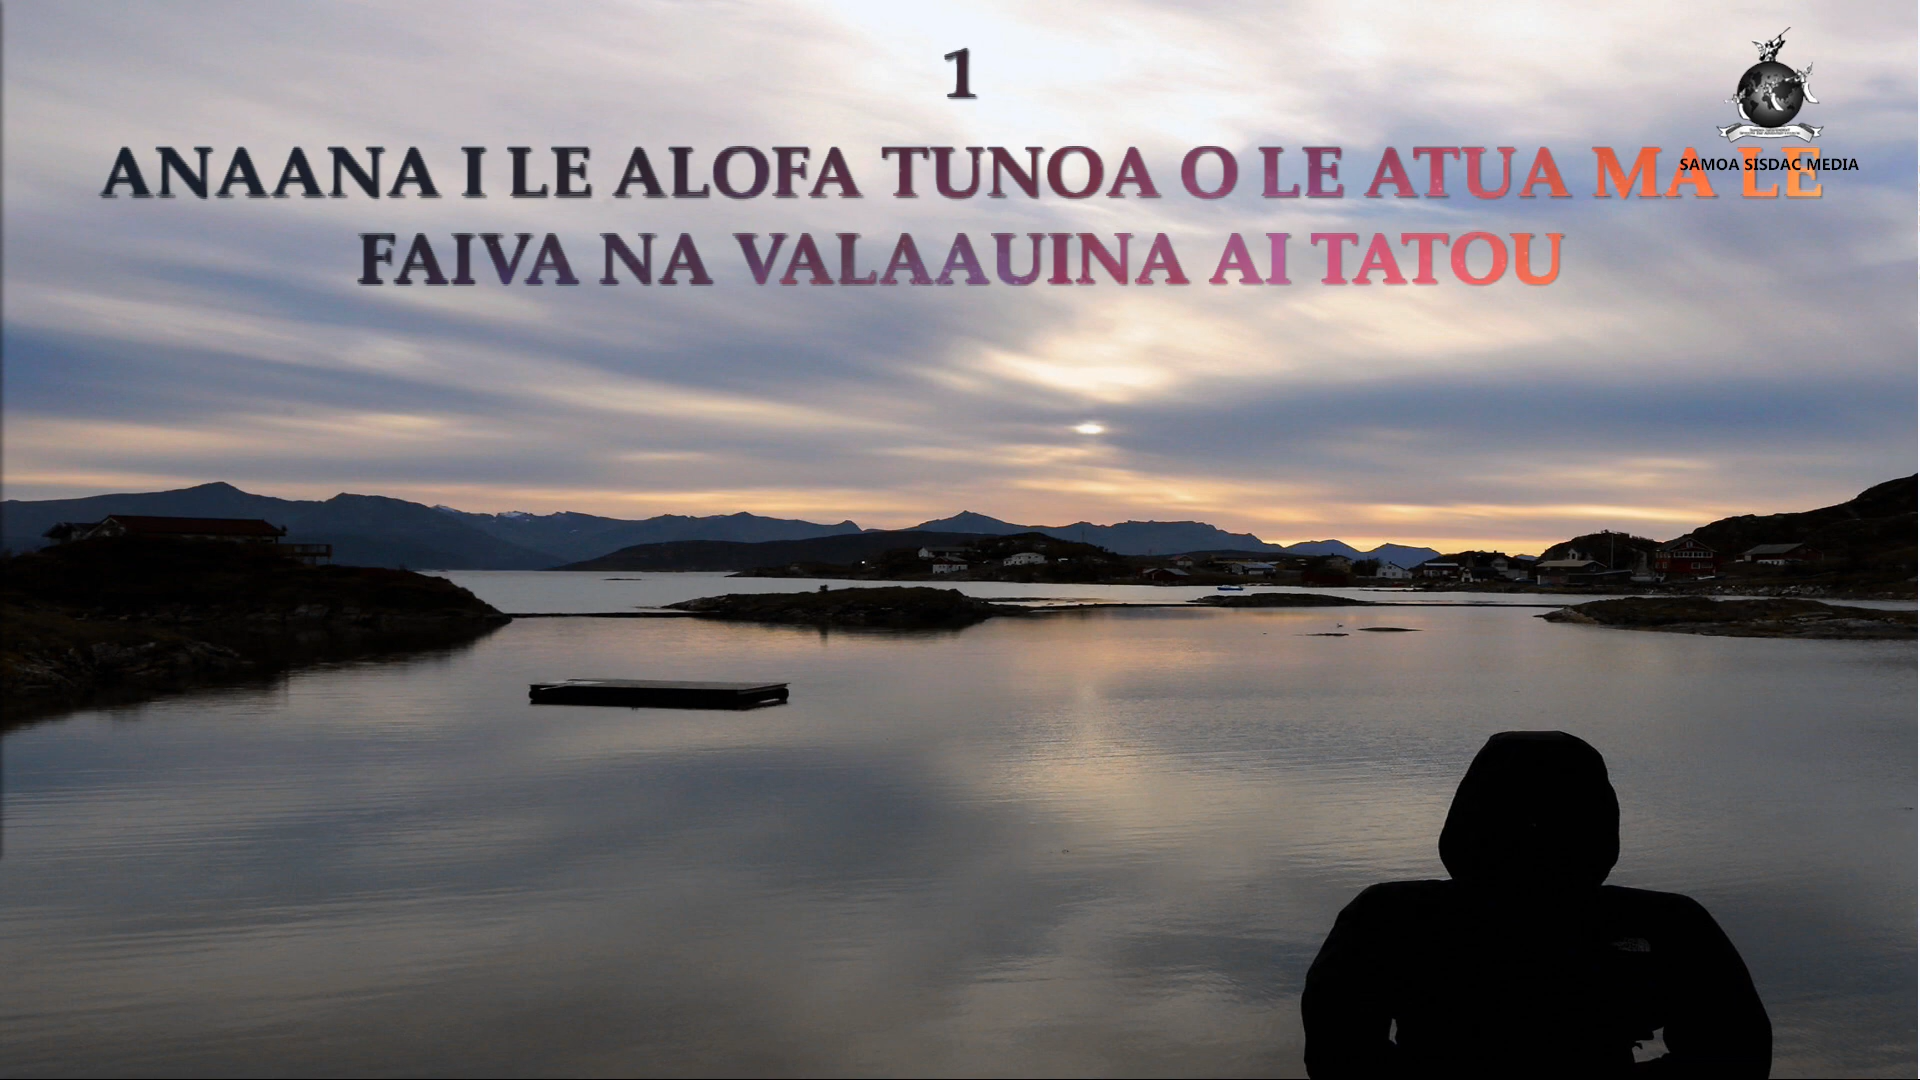 1
ANAANA I LE ALOFA TUNOA O LE ATUA MA LE
FAIVA NA VALAAUINA AI TATOU
SAMOA SISDAC MEDIA